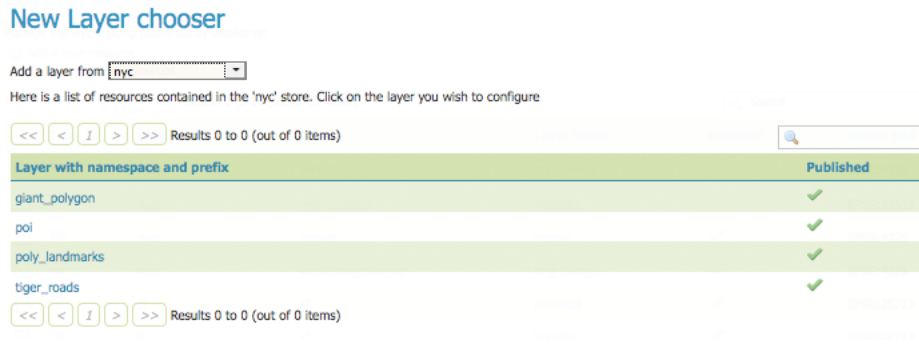 New Layer chooser
Add a layer from nyc
Here is a list of resources contained in the 'nyc' store. Click on the layer you wish to configure
<< < 1 > >> Results 0 to 0 (out of 0 items)
Layer with namespace and prefix Published
giant_polygon
poi
poly_landmarks
tiger_roads
<< < 1 > >> Results 0 to 0 (out of 0 items)